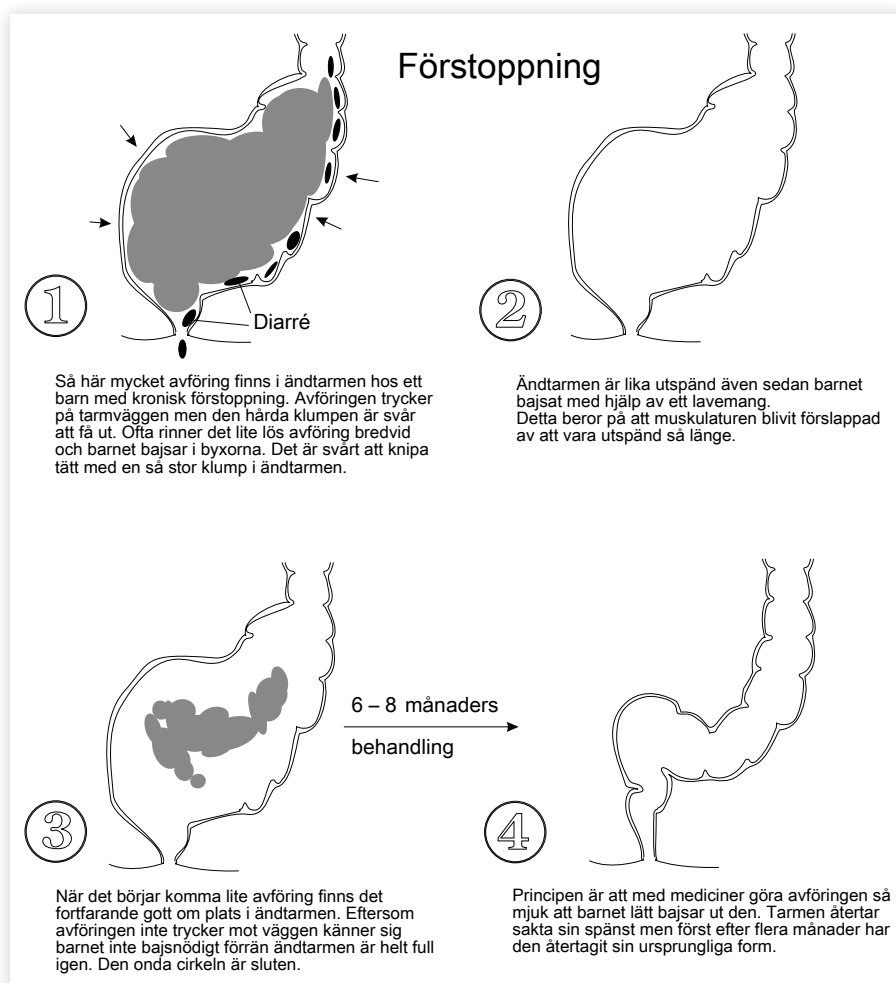 Förstoppning
Diarré
1
Så här mycket avföring finns i ändtarmen hos ett
barn med kronisk förstoppning. Avföringen trycker
på tarmväggen men den hårda klumpen är svår
att få ut. Ofta rinner det lite lös avföring bredvid
och barnet bajsar i byxorna. Det är svårt att knipa
tätt med en så stor klump i ändtarmen.
2
Ändtarmen är lika utspänd även sedan barnet
bajsat med hjälp av ett lavemang.
Detta beror på att muskulaturen blivit förslappad
av att vara utspänd så länge.
3
När det börjar komma lite avföring finns det
fortfarande gott om plats i ändtarmen. Eftersom
avföringen inte trycker mot väggen känner sig
barnet inte bajsnödigt förrän ändtarmen är helt full
igen. Den onda cirkeln är sluten.
6 – 8 månaders
behandling
4
Principen är att med mediciner göra avföringen så
mjuk att barnet lätt bajsar ut den. Tarmen återtar
sakta sin spänst men först efter flera månader har
den återtagit sin ursprungliga form.